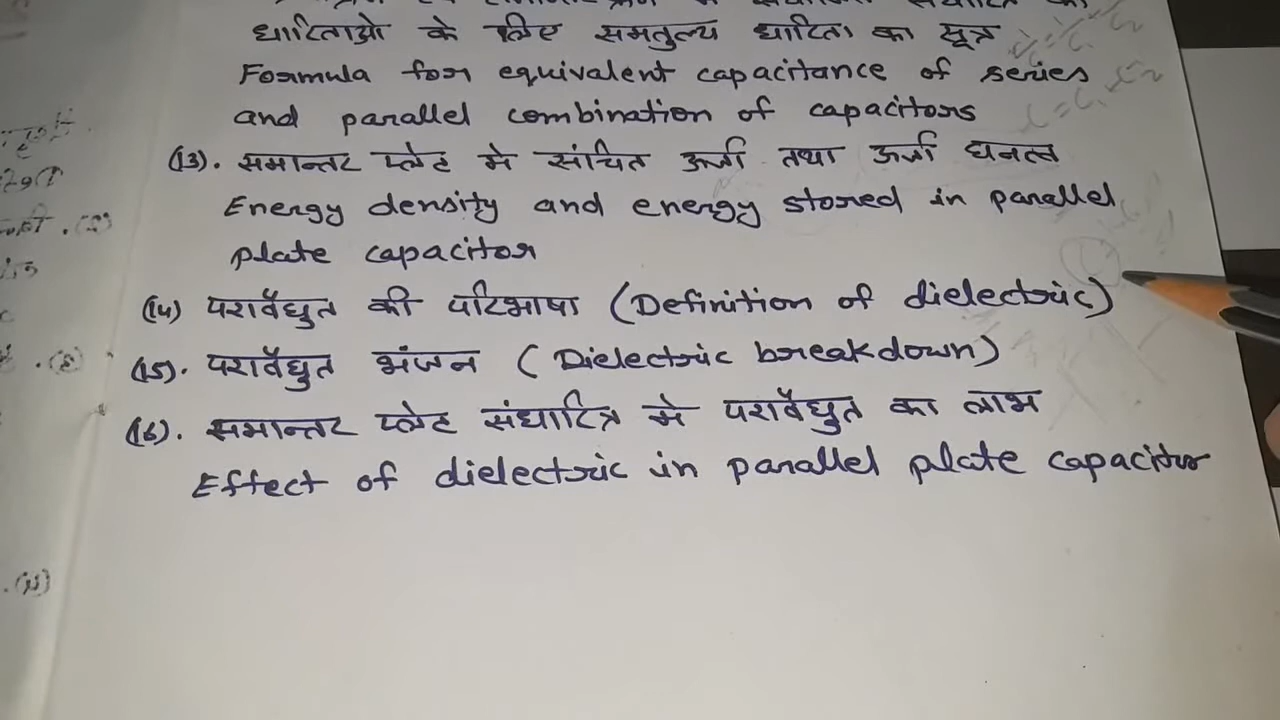 धारिताओ के लिए समतुल्य धारिता का सूत्र
Formula for equivalent capacitance of series
and parallel combination of capacitors
(13). समान्तर प्लेट मे संचित ऊर्जा तथा ऊर्जा घनत्व
Energy density and energy stored in parallel
plate capacitor
(14) परावैधुत की परिभाषा (Definition of dielectric)
(15). परावैधुत भंजन (Dielectric breakdown)
(16). समान्तर प्लेट संधारित्र मे परावैधुत का लाभ
Effect of dielectric in parallel plate capacitor